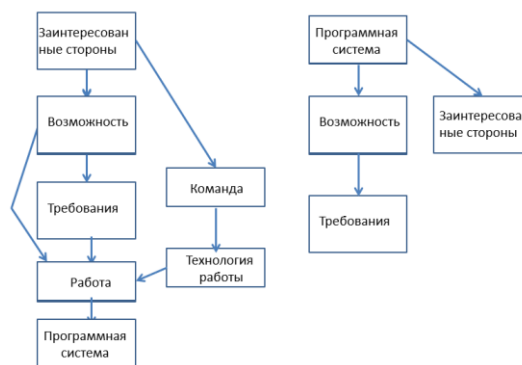 Заинтересован
ные стороны
Возможность
Требования
Команда
Работа
Технология
работы
Программная
система
Программная
система
Возможность
Заинтересова
ные стороны
Требования